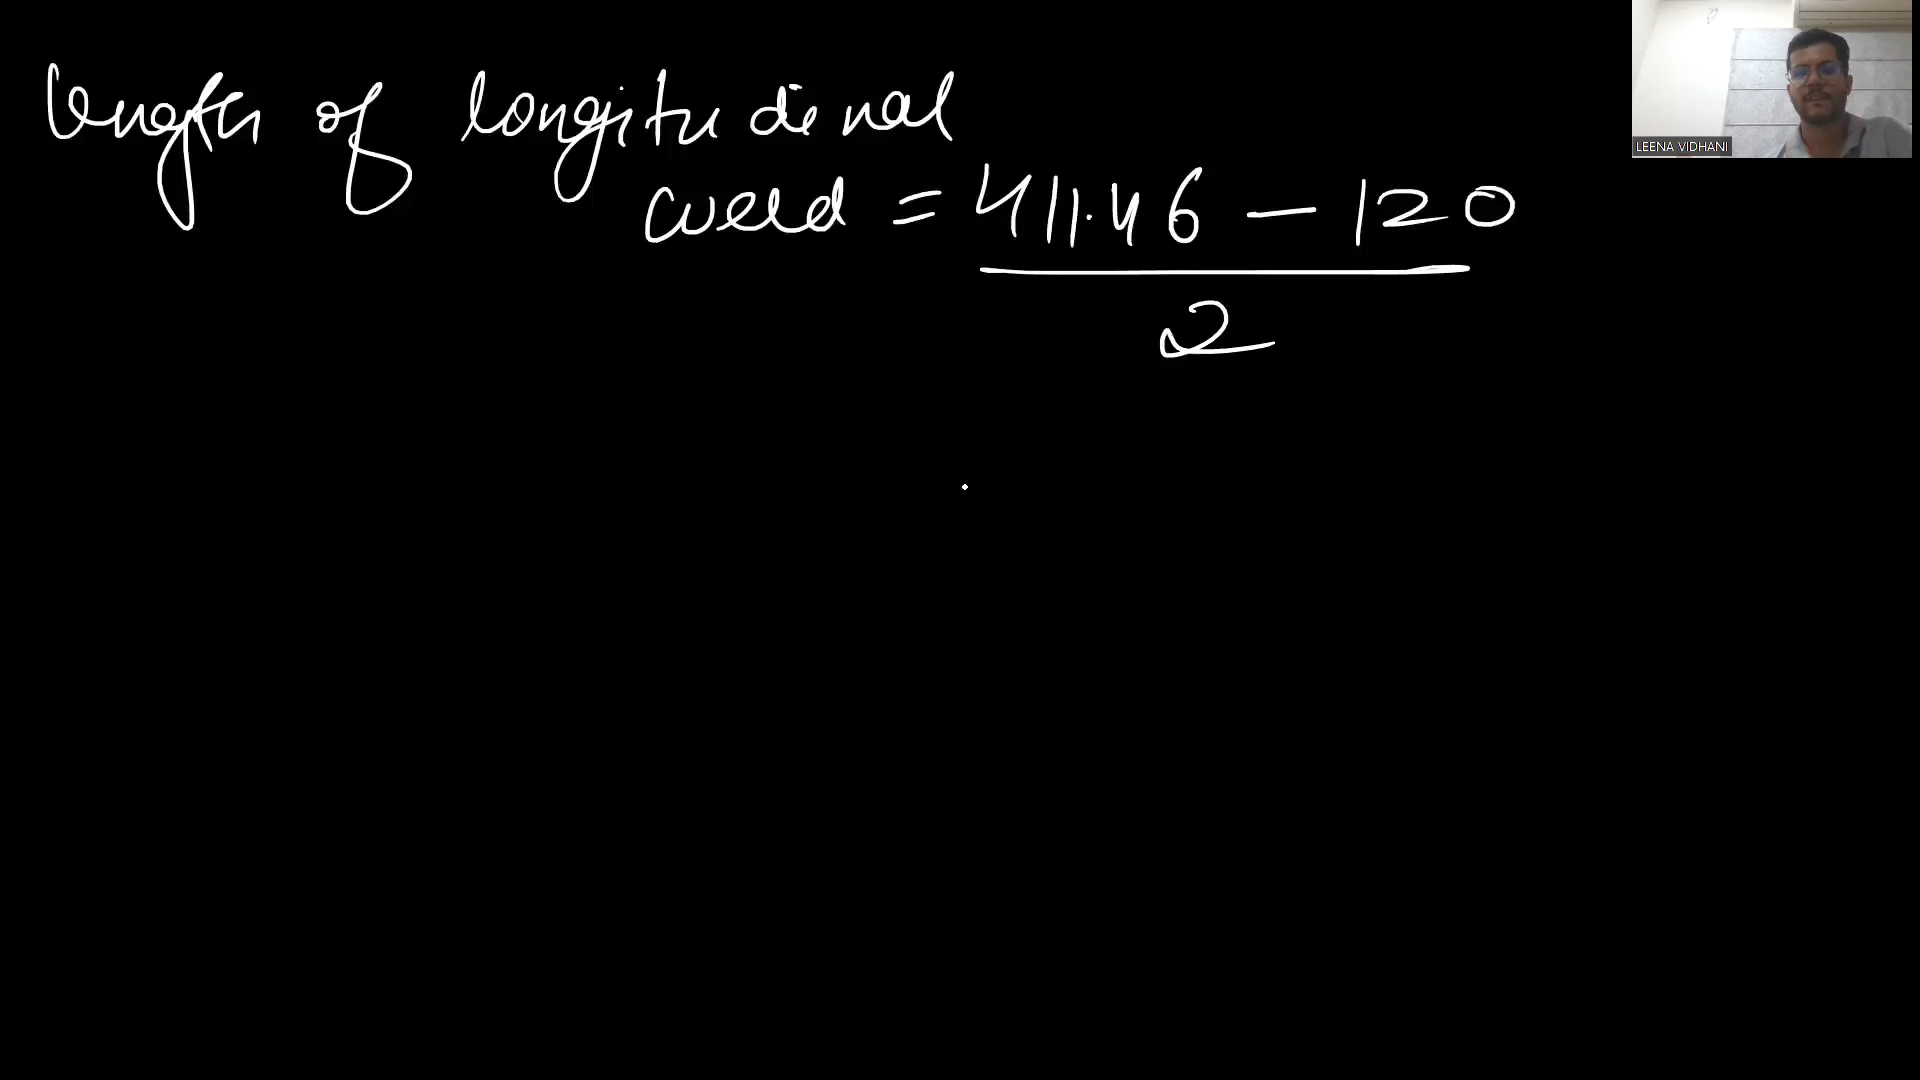 length of longitudinal
weld = 411.46 – 120
2
LEENA VIDHANI